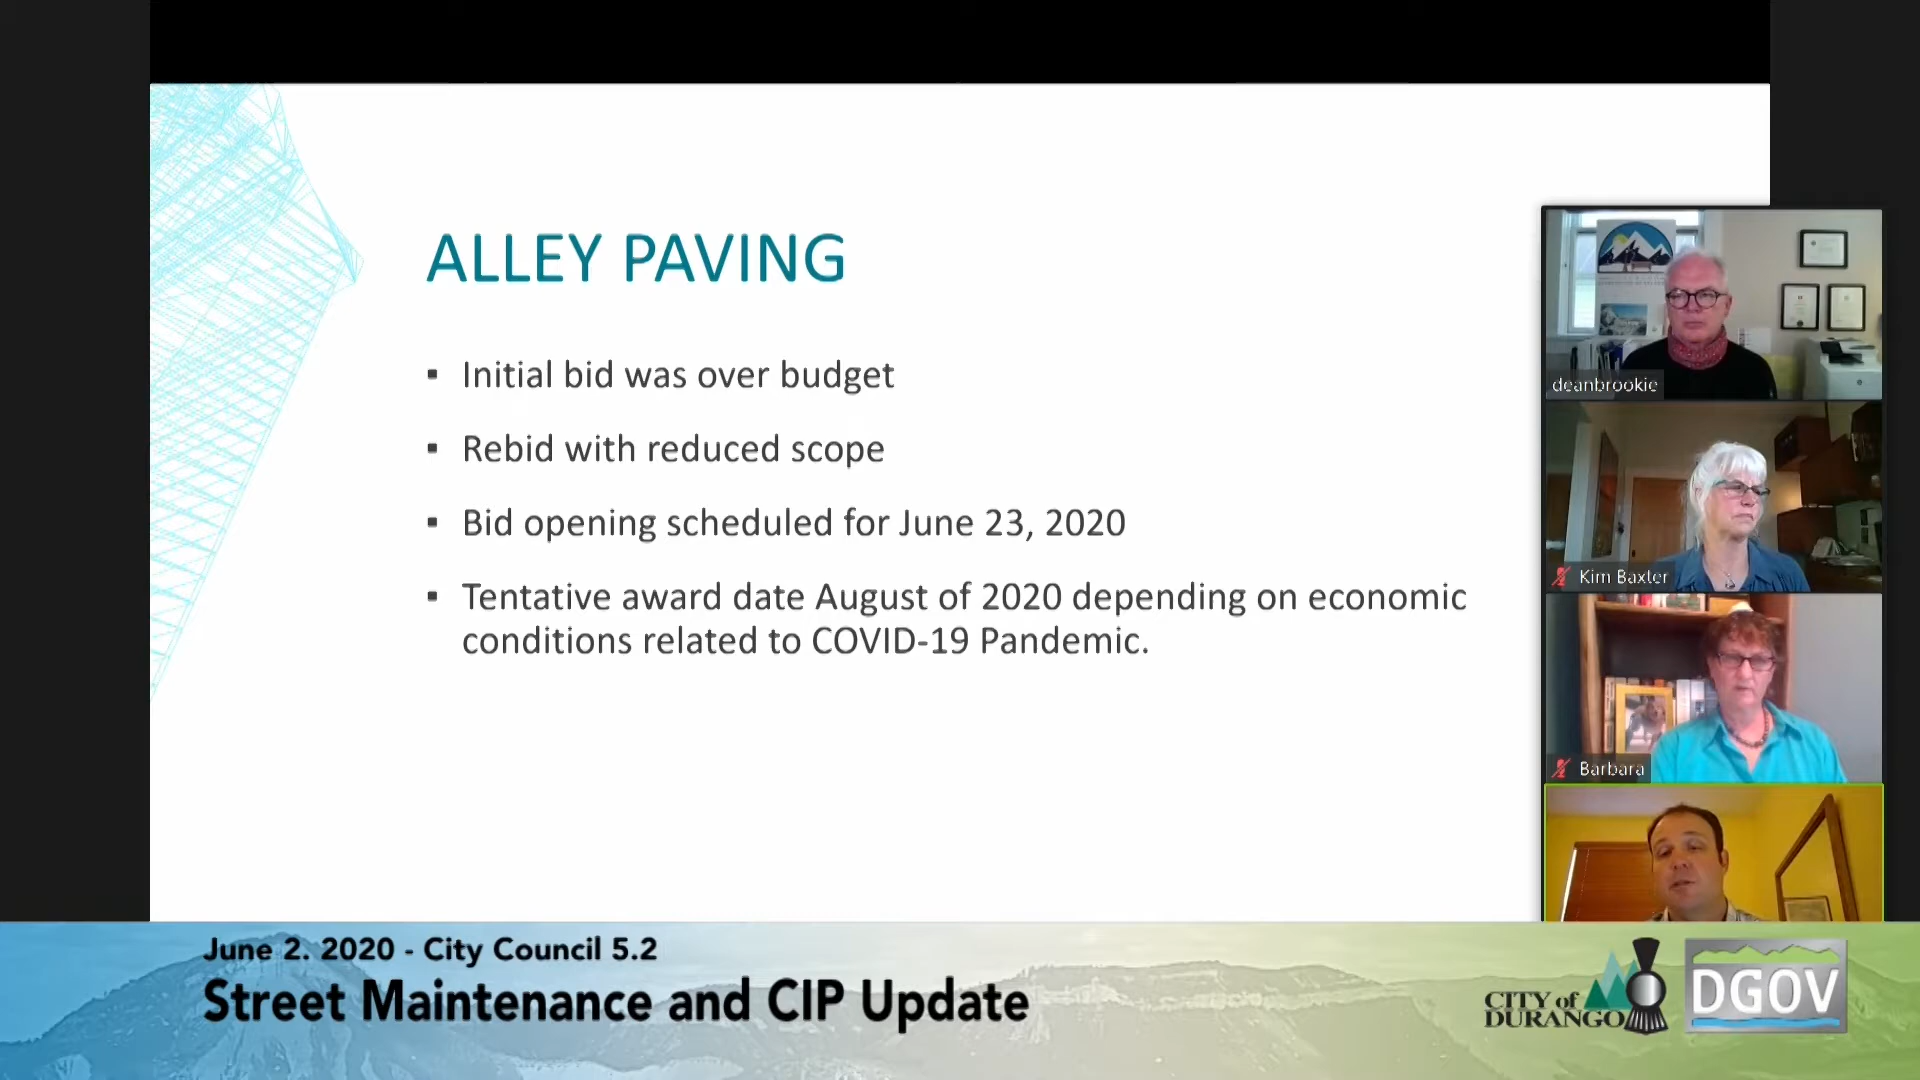 ALLEY PAVING
▪ Initial bid was over budget
▪ Rebid with reduced scope
▪ Bid opening scheduled for June 23, 2020
▪ Tentative award date August of 2020 depending on economic
conditions related to COVID-19 Pandemic.
deanbrookie
Kim Baxter
Barbara
June 2. 2020 - City Council 5.2
Street Maintenance and CIP Update
CITY of
DURANGO
DGOV